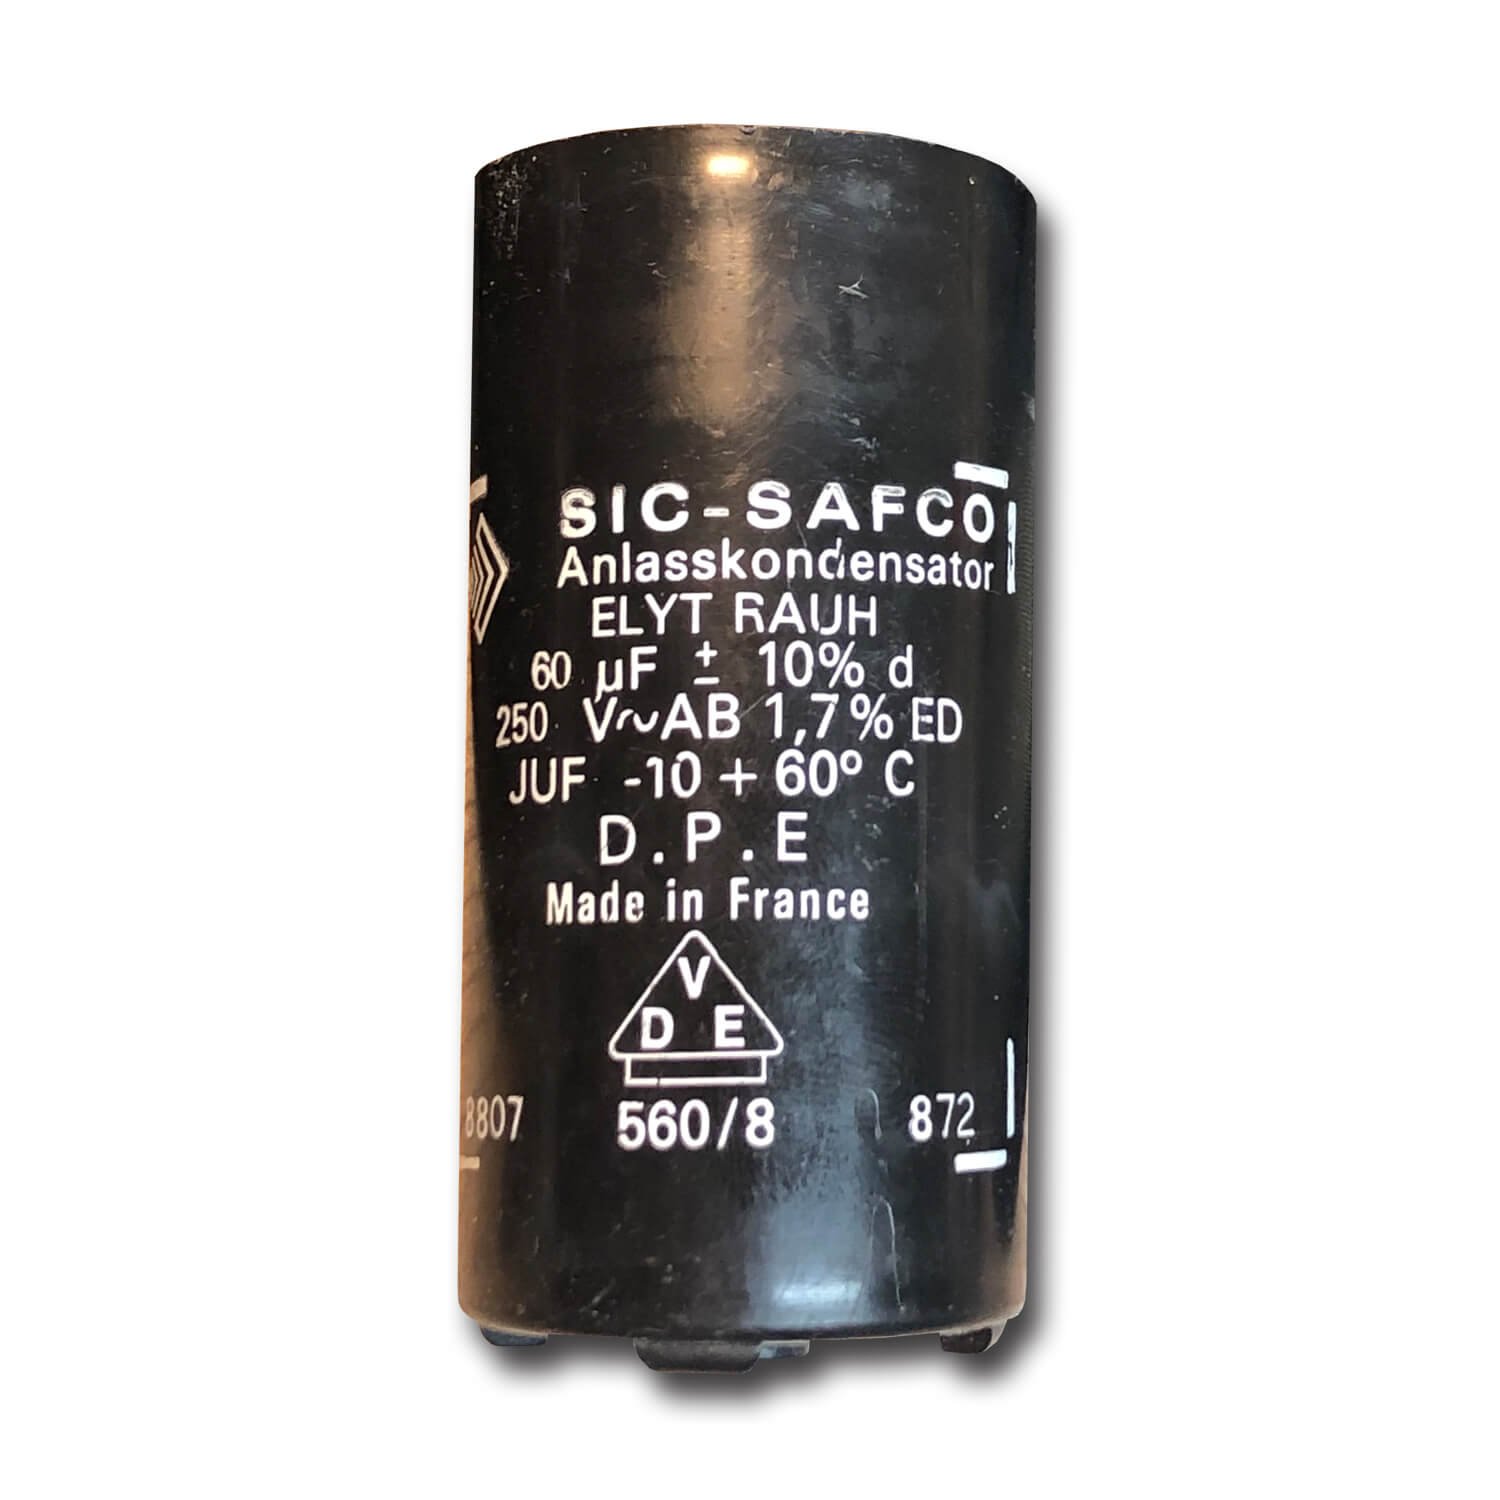 SIC-SAFCO
Anlasskondensator
ELYT RAUH
60 µF ± 10% d
250 V~AB 1,7% ED
JUF -10 + 60º C
D.P.E
Made in France
V
D E
8807 560/8 872